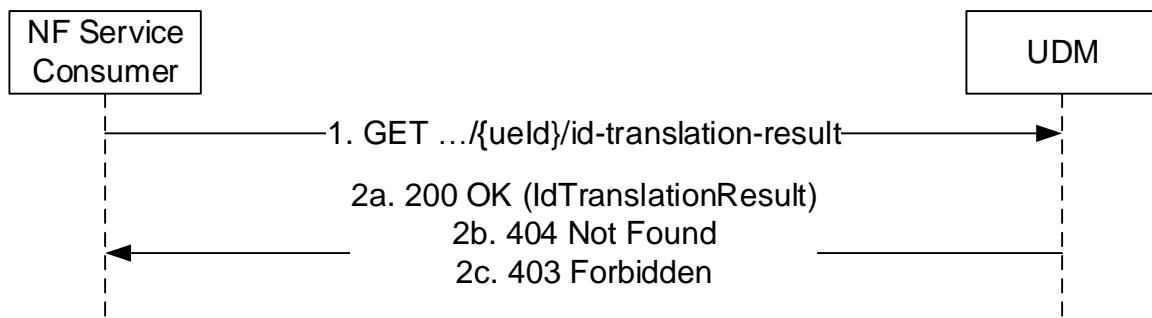 NF Service
Consumer
UDM
1. GET …/{ueId}/id-translation-result
2a. 200 OK (IdTranslationResult)
2b. 404 Not Found
2c. 403 Forbidden